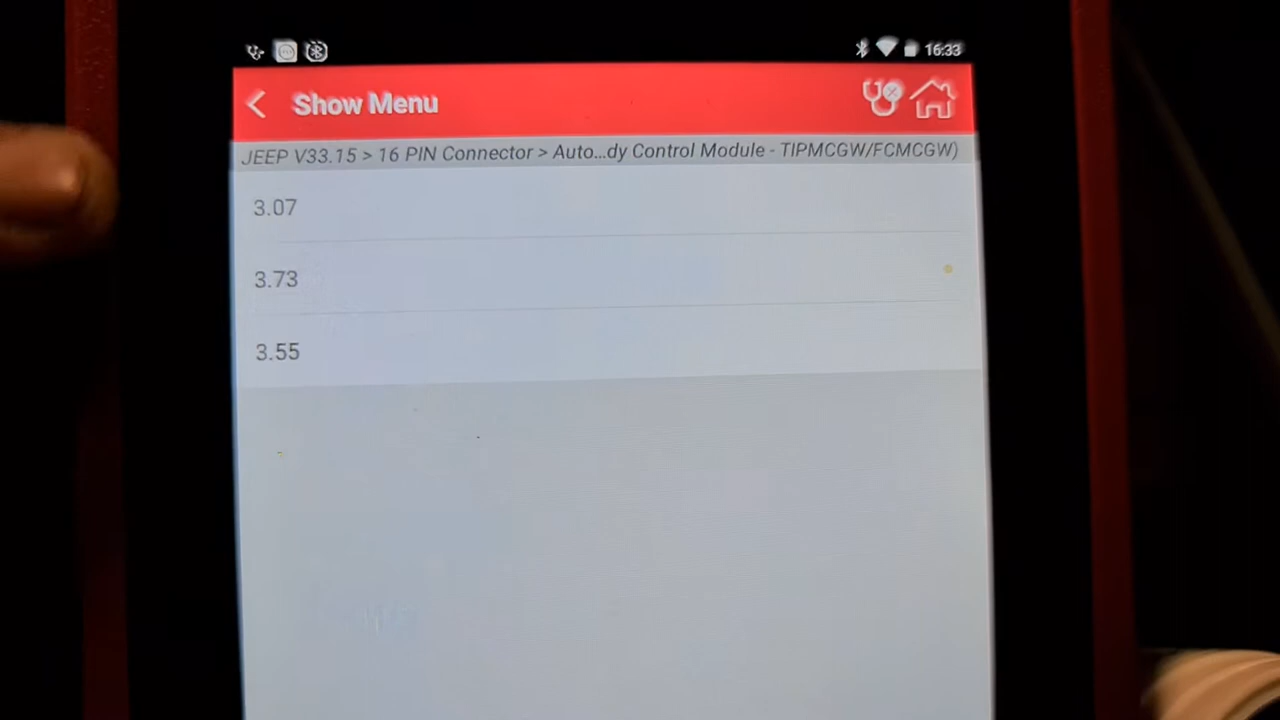 16:33
Show Menu
JEEP V33.15 > 16 PIN Connector > Auto...dy Control Module - TIPMCGW/FCMCGW)
3.07
3.73
3.55